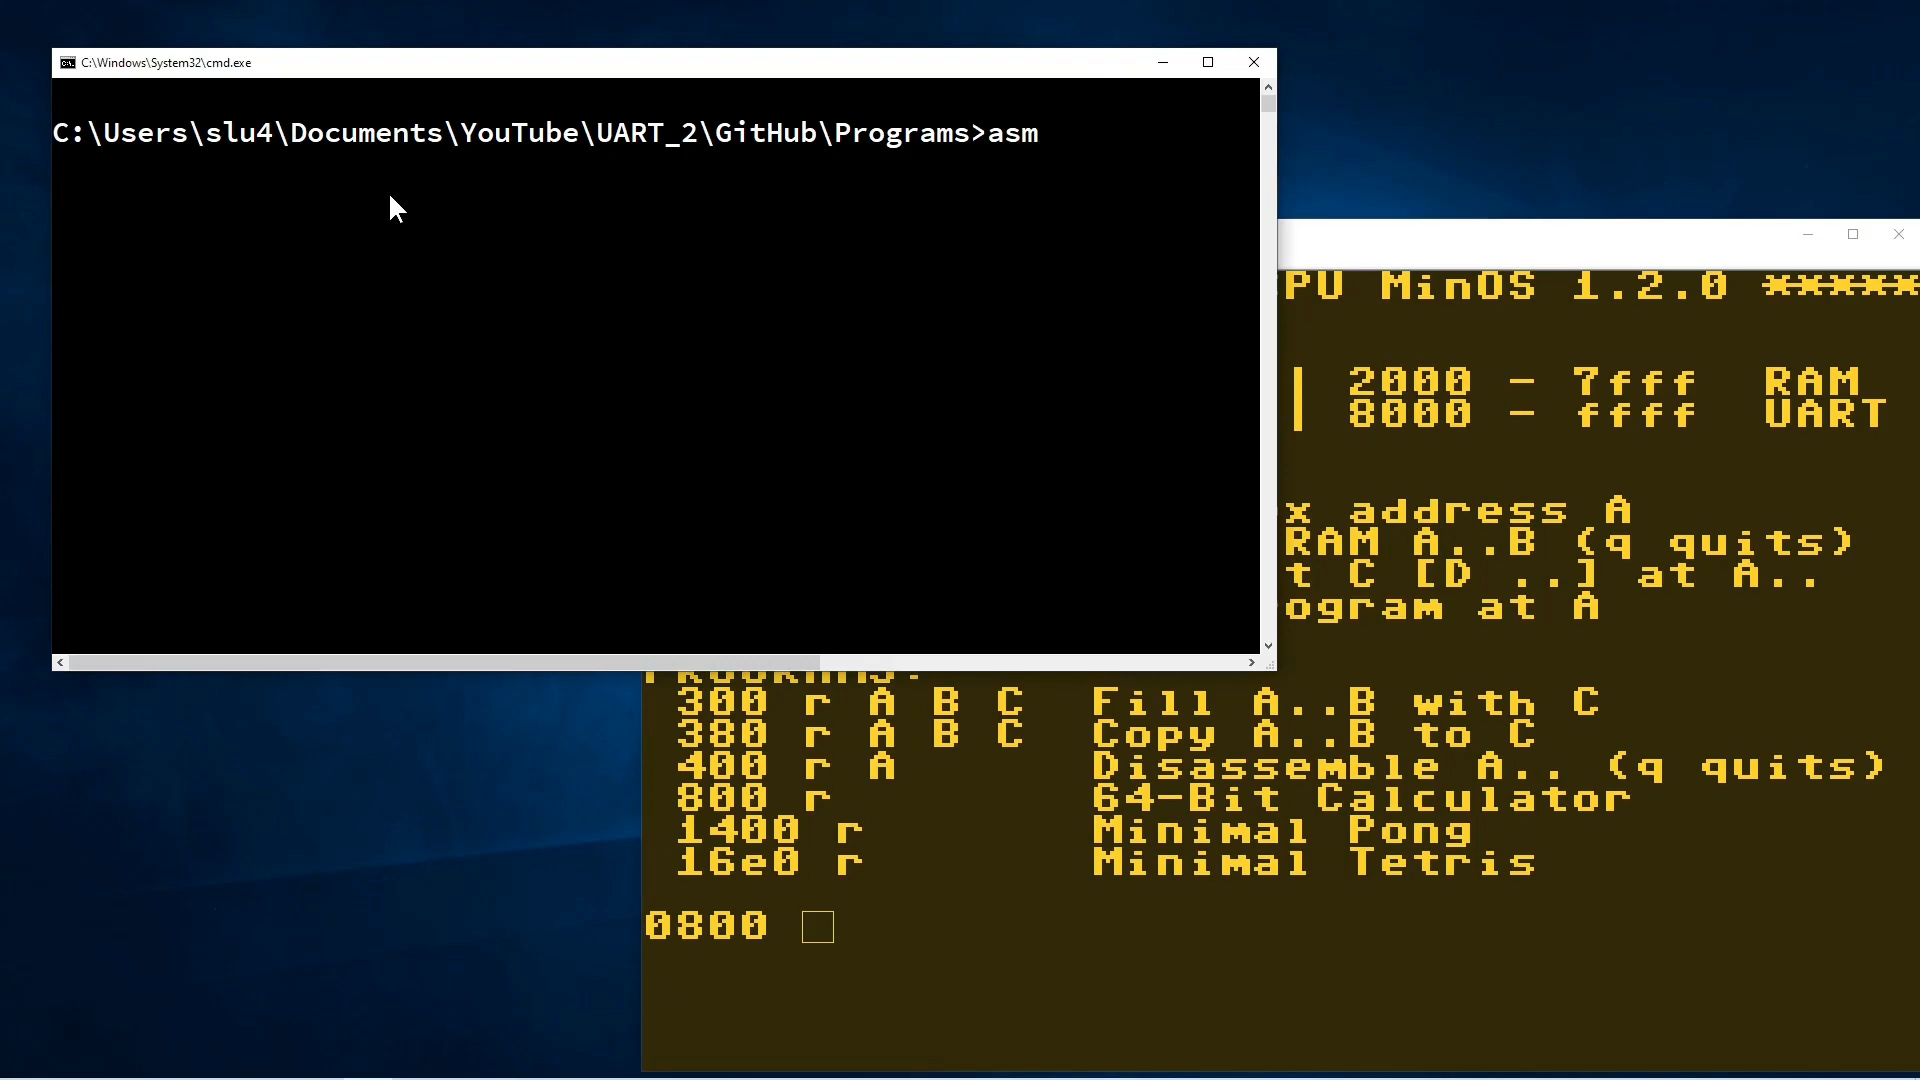 C:\Windows\System32\cmd.exe
C:\Users\slu4\Documents\YouTube\UART_2\GitHub\Programs>asm
PU MinOS 1.2.0 *****
| 2000 - 7fff RAM
| 8000 - ffff UART
x address A
RAM A..B (q quits)
t C [D ..] at A..
ogram at A
300 r A B C Fill A..B with C
380 r A B C Copy A..B to C
400 r A Disassemble A.. (q quits)
800 r 64-Bit Calculator
1400 r Minimal Pong
16e0 r Minimal Tetris
0800